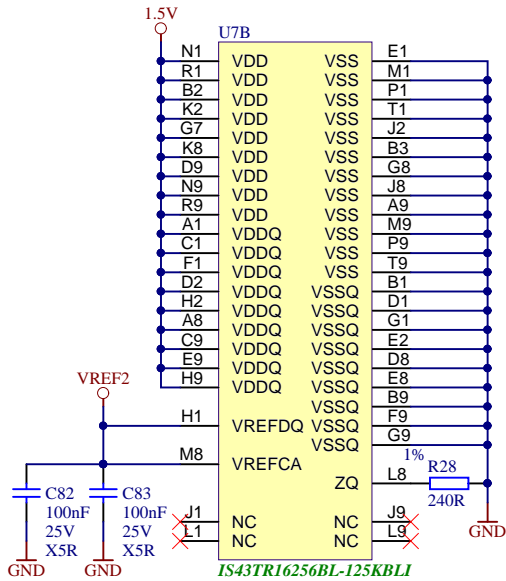 1.5V
U7B
N1 VDD VSS E1
R1 VDD VSS M1
B2 VDD VSS P1
K2 VDD VSS T1
G7 VDD VSS J2
K8 VDD VSS B3
D9 VDD VSS G8
N9 VDD VSS J8
R9 VDD VSS A9
A1 VDDQ VSS M9
C1 VDDQ VSS P9
F1 VDDQ VSS T9
D2 VDDQ VSSQ B1
H2 VDDQ VSSQ D1
A8 VDDQ VSSQ G1
C9 VDDQ VSSQ E2
E9 VDDQ VSSQ D8
H9 VDDQ VSSQ E8
VSSQ B9
VREF2
H1 VREFDQ VSSQ F9
VSSQ G9
1%
M8 VREFCA
ZQ L8 R28
240R
C82
100nF
25V
X5R
C83
100nF
25V
X5R
J1 NC NC J9
L1 NC NC L9
GND
GND
GND
IS43TR16256BL-125KBLI